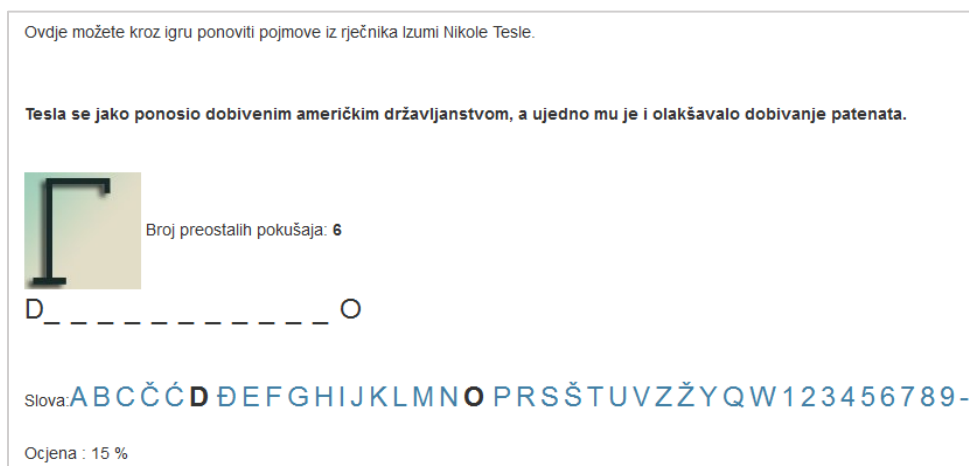 Ovdje možete kroz igru ponoviti pojmove iz rječnika Izumi Nikole Tesle.
Tesla se jako ponosio dobivenim američkim državljanstvom, a ujedno mu je i olakšavalo dobivanje patenata.
Broj preostalih pokušaja: 6
D_ _ _ _ _ _ _ _ _ _ _ O
Slova:A B C Č Ć D Đ E F G H I J K L M N O P R S Š T U V Z Ž Y Q W 1 2 3 4 5 6 7 8 9 -
Ocjena : 15 %